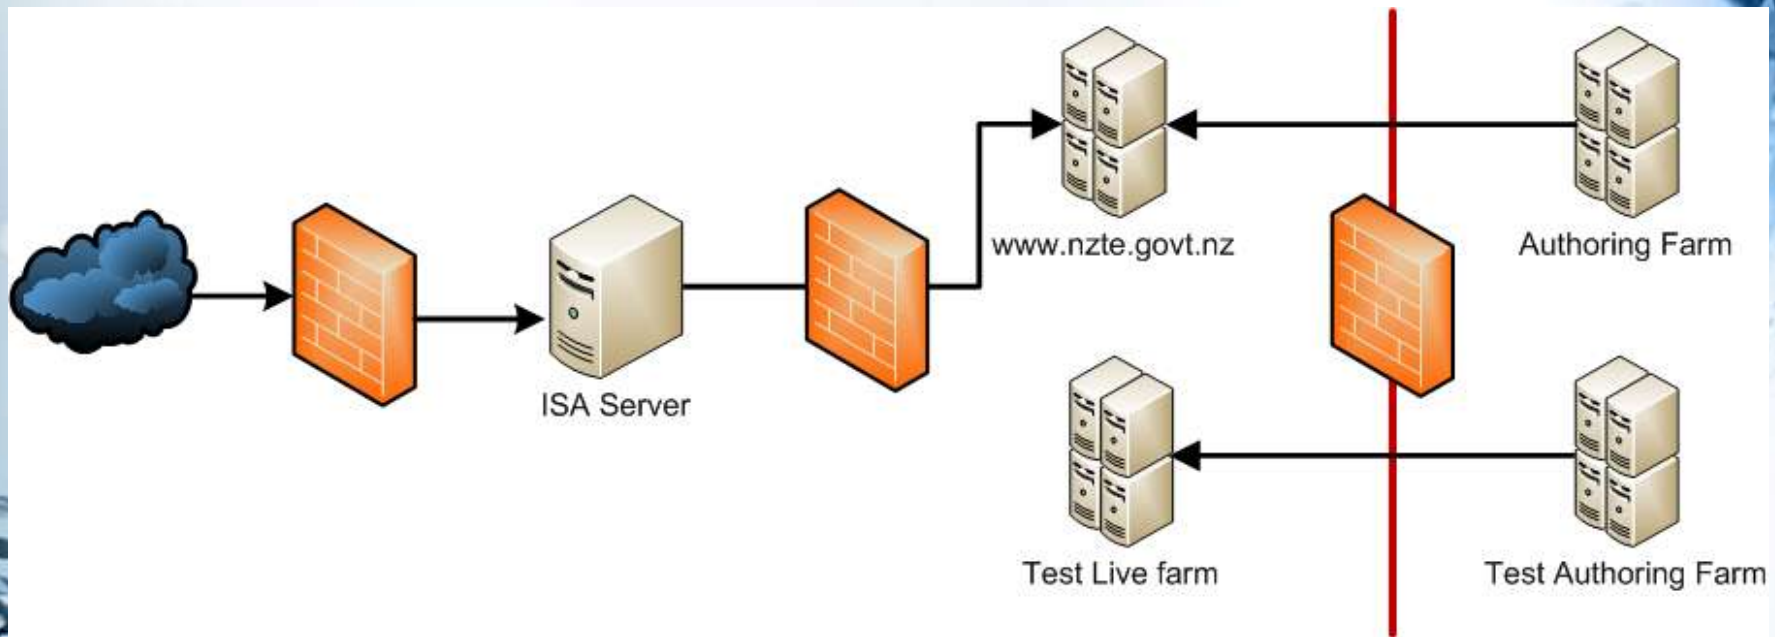 www.nzte.govt.nz
Authoring Farm
ISA Server
Test Live farm
Test Authoring Farm